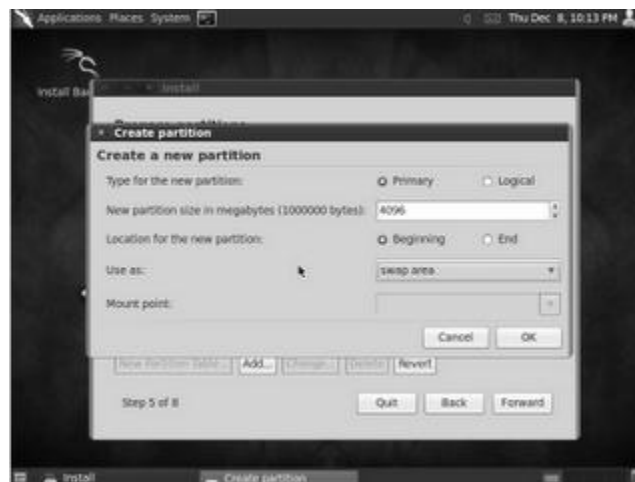 Applications Places System
Thu Dec 8, 10:13 PM
Install
Create partition
Create a new partition
Type for the new partition:
Primary
Logical
New partition size in megabytes (1000000 bytes):
4096
Location for the new partition:
Beginning
End
Use as:
swap area
Mount point:
Cancel
OK
New Partition Table...
Add...
Change...
Delete
Revert
Step 5 of 8
Quit
Back
Forward
Install
Create partition